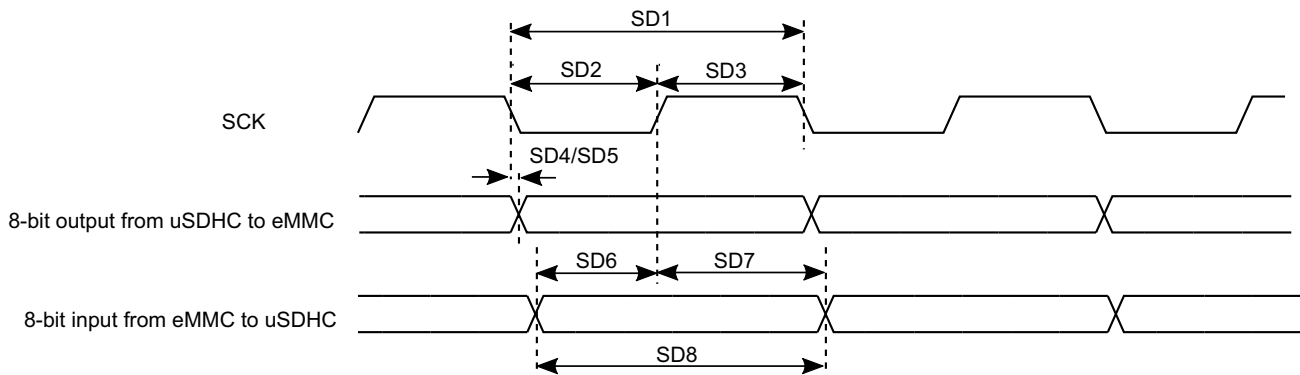 SD1
SD2
SD3
SCK
SD4/SD5
8-bit output from uSDHC to eMMC
SD6
SD7
8-bit input from eMMC to uSDHC
SD8